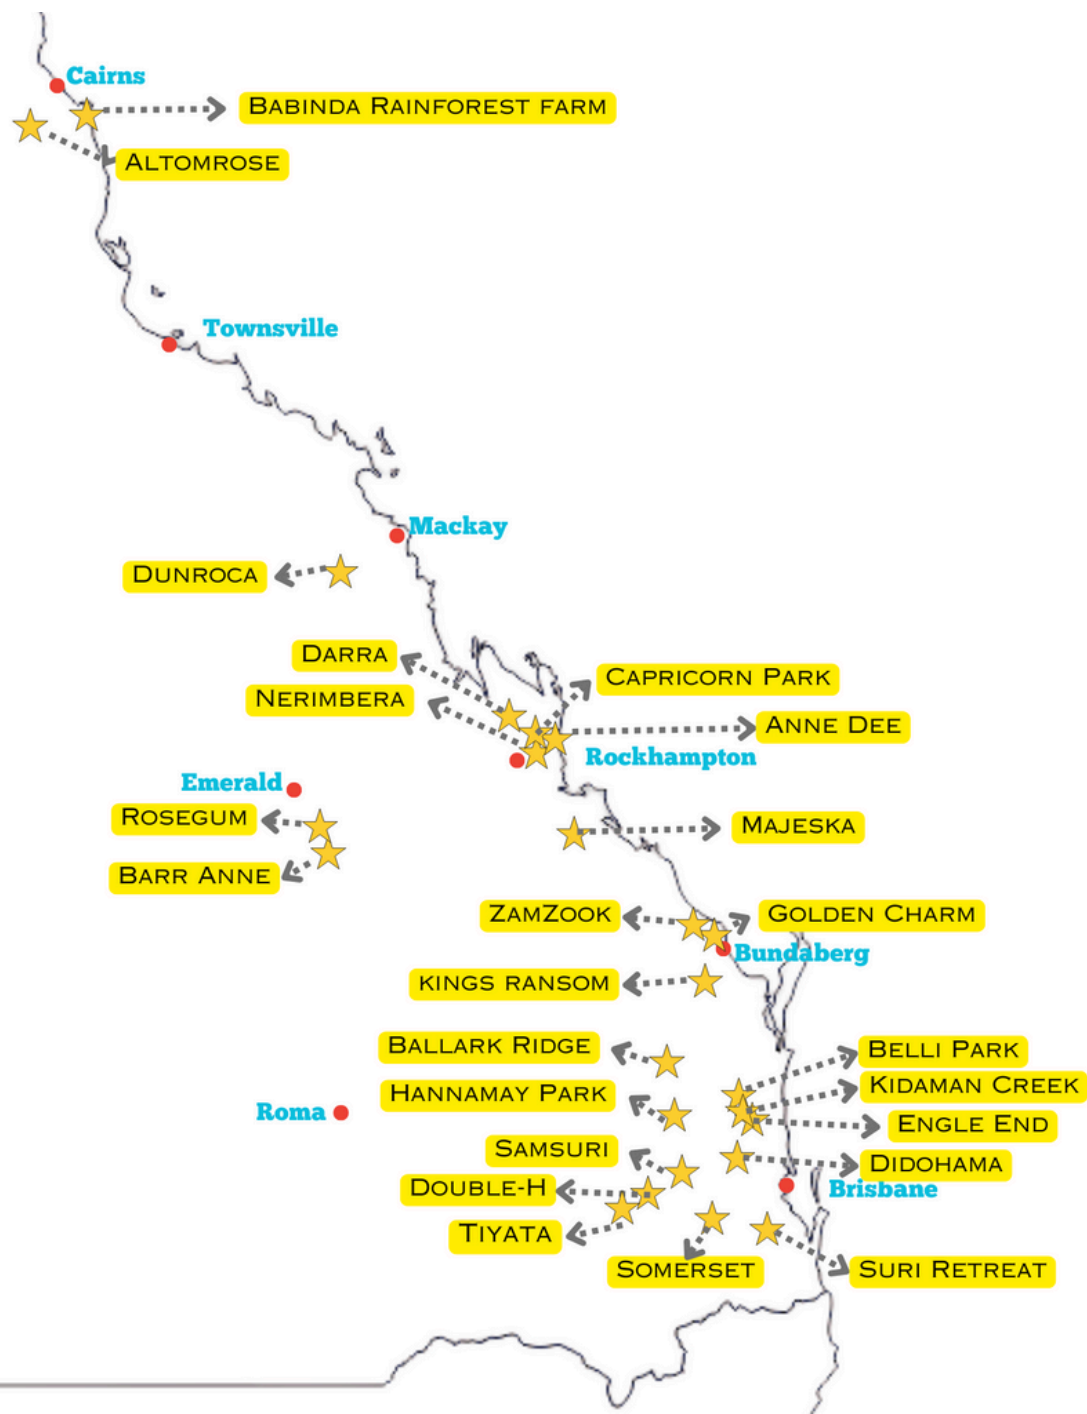 Cairns
Babinda Rainforest farm
Altomrose
Townsville
Mackay
Dunroca
Darra
Capricorn Park
Nerimbera
Anne Dee
Rockhampton
Emerald
Rosegum
Majeska
Barr Anne
ZamZook
Golden Charm
Bundaberg
kings ransom
Ballark Ridge
Belli Park
Kidaman Creek
Hannamay Park
Roma
Engle End
Samsuri
Didohama
Double-H
Brisbane
Tiyata
Somerset
Suri Retreat